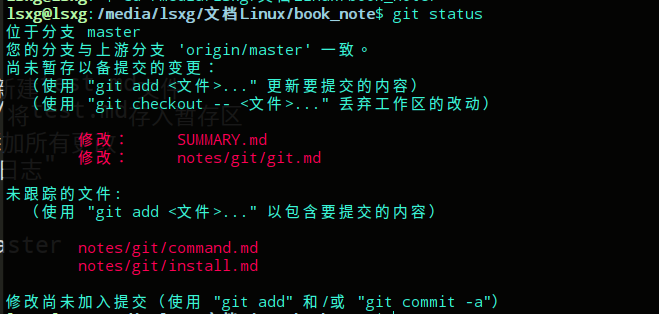 lsxg@lsxg:/media/lsxg/文档Linux/book_note$ git status
位于分支 master
您的分支与上游分支 'origin/master' 一致。
尚未暂存以备提交的变更：
（使用 "git add <文件>..." 更新要提交的内容）
（使用 "git checkout -- <文件>..." 丢弃工作区的改动）
修改： SUMMARY.md
修改： notes/git/git.md
未跟踪的文件:
（使用 "git add <文件>..." 以包含要提交的内容）
notes/git/command.md
notes/git/install.md
修改尚未加入提交（使用 "git add" 和/或 "git commit -a"）